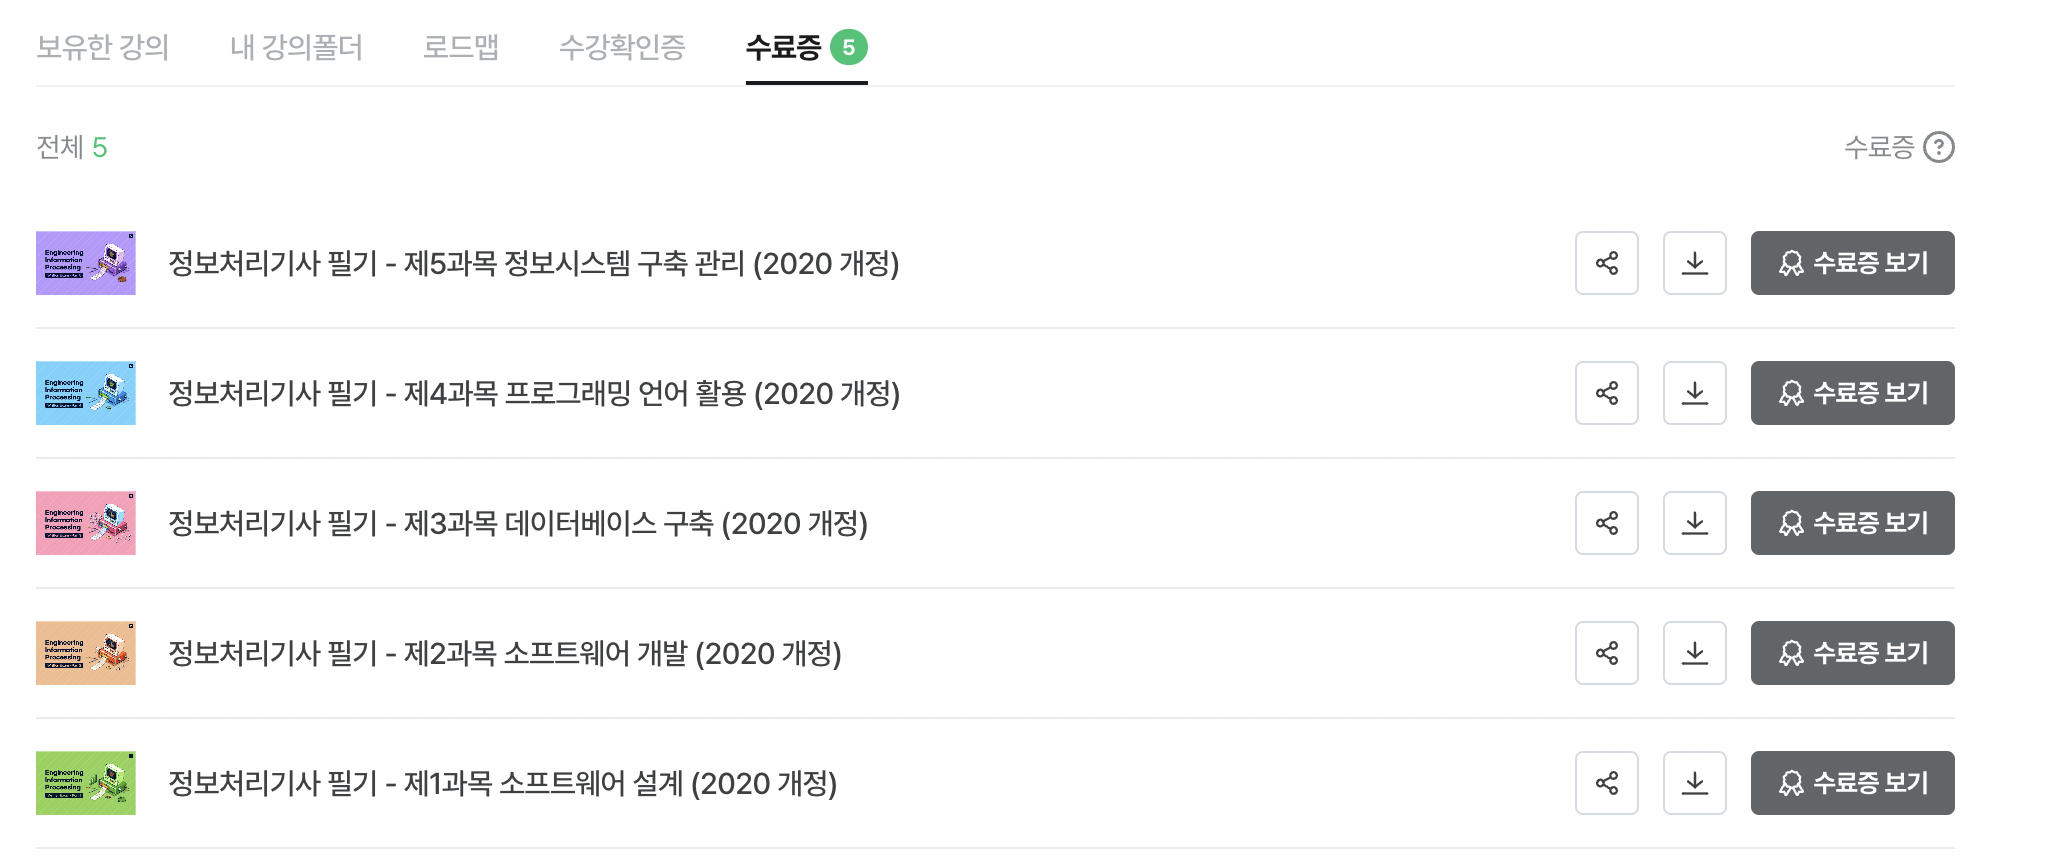 보유한 강의 내 강의폴더 로드맵 수강확인증 수료증 5
전체 5 수료증 ?
Engineering
Information
Processing
정보처리기사 필기 - 제5과목 정보시스템 구축 관리 (2020 개정) 수료증 보기
Engineering
Information
Processing
정보처리기사 필기 - 제4과목 프로그래밍 언어 활용 (2020 개정) 수료증 보기
Engineering
Information
Processing
정보처리기사 필기 - 제3과목 데이터베이스 구축 (2020 개정) 수료증 보기
Engineering
Information
Processing
정보처리기사 필기 - 제2과목 소프트웨어 개발 (2020 개정) 수료증 보기
Engineering
Information
Processing
정보처리기사 필기 - 제1과목 소프트웨어 설계 (2020 개정) 수료증 보기